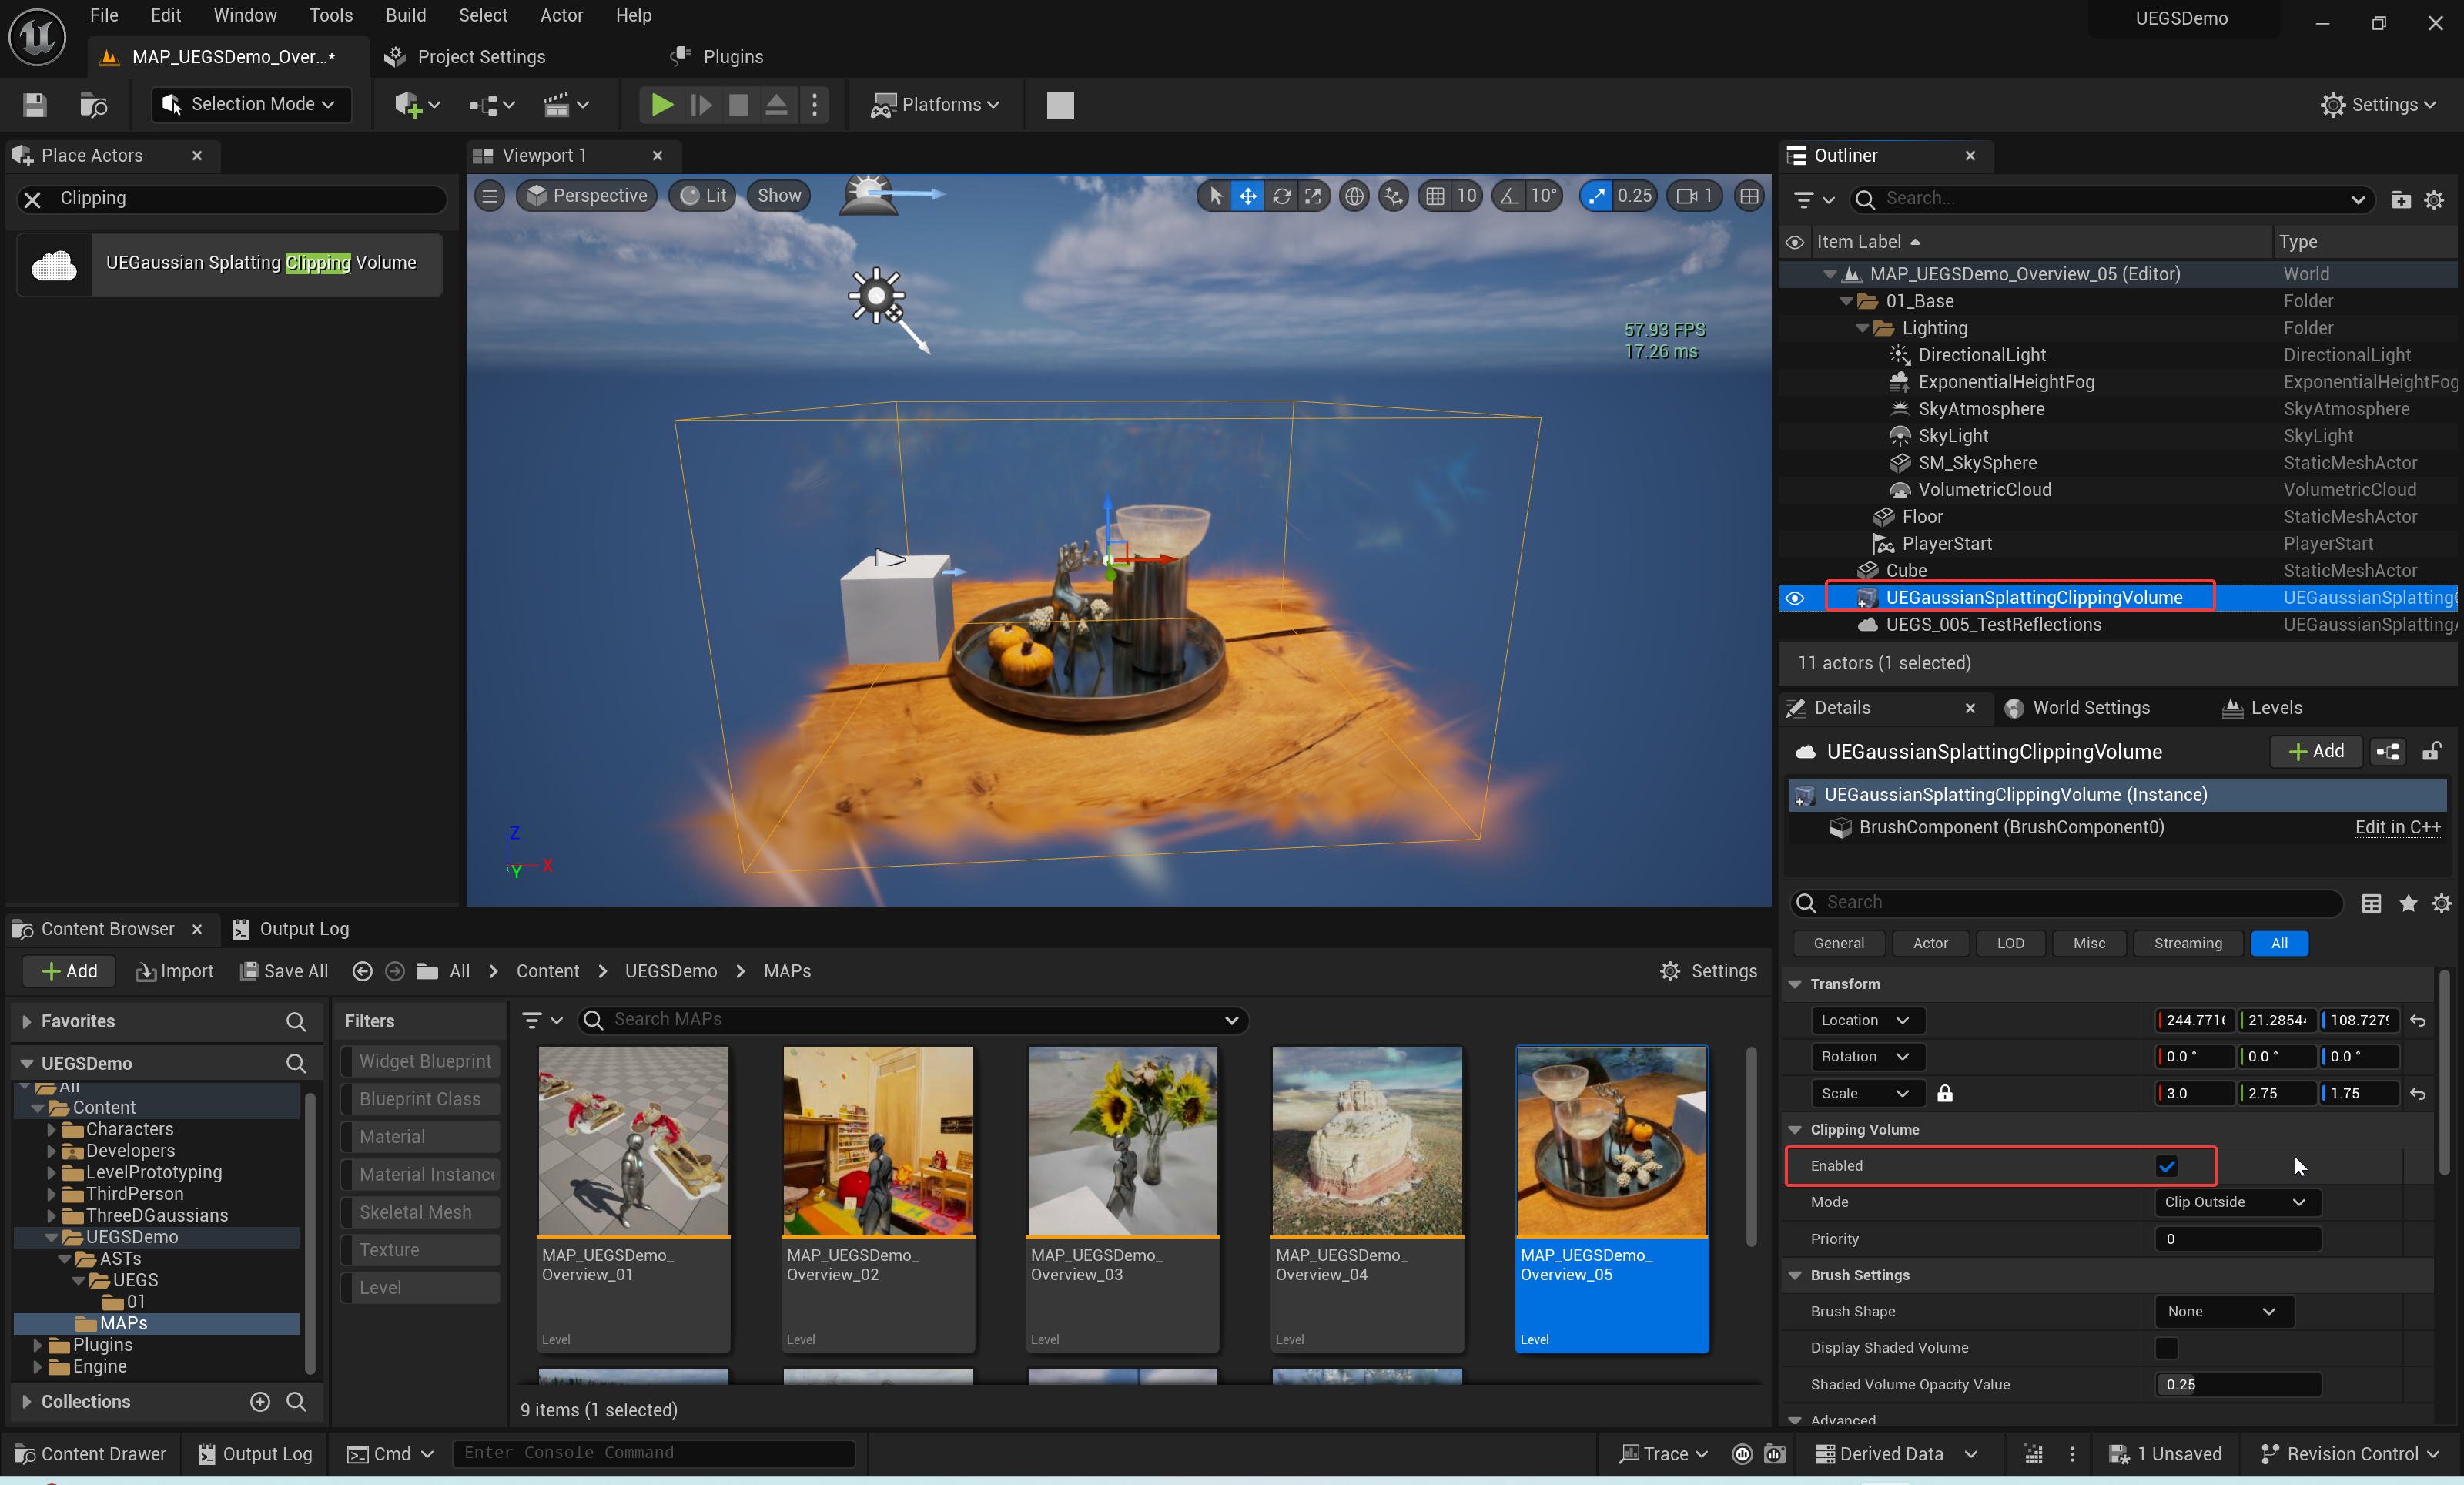 File Edit Window Tools Build Select Actor Help
UEGSDemo
MAP_UEGSDemo_Over...* Project Settings Plugins
Selection Mode Platforms Settings
Place Actors
Clipping
UEGaussian Splatting Clipping Volume
Viewport 1
Perspective Lit Show 10 10° 0.25 1
57.93 FPS
17.26 ms
Z
X
Y
Outliner
Search...
Item Label Type
MAP_UEGSDemo_Overview_05 (Editor) World
01_Base Folder
Lighting Folder
DirectionalLight DirectionalLight
ExponentialHeightFog ExponentialHeightFog
SkyAtmosphere SkyAtmosphere
SkyLight SkyLight
SM_SkySphere StaticMeshActor
VolumetricCloud VolumetricCloud
Floor StaticMeshActor
PlayerStart PlayerStart
Cube StaticMeshActor
UEGaussianSplattingClippingVolume UEGaussianSplatting
UEGS_005_TestReflections UEGaussianSplatting
11 actors (1 selected)
Details World Settings Levels
UEGaussianSplattingClippingVolume Add
UEGaussianSplattingClippingVolume (Instance)
BrushComponent (BrushComponent0) Edit in C++
Search
General Actor LOD Misc Streaming All
Transform
Location 244.771 21.2854 108.727
Rotation 0.0 ° 0.0 ° 0.0 °
Scale 3.0 2.75 1.75
Clipping Volume
Enabled
Mode Clip Outside
Priority 0
Brush Settings
Brush Shape None
Display Shaded Volume
Shaded Volume Opacity Value 0.25
Advanced
Content Browser Output Log
Add Import Save All All Content UEGSDemo MAPs Settings
Favorites
UEGSDemo
All
Content
Characters
Developers
LevelPrototyping
ThirdPerson
ThreeDGaussians
UEGSDemo
ASTs
UEGS
01
MAPs
Plugins
Engine
Collections
Filters
Widget Blueprint
Blueprint Class
Material
Material Instance
Skeletal Mesh
Texture
Level
Search MAPs
MAP_UEGSDemo_
Overview_01
Level
MAP_UEGSDemo_
Overview_02
Level
MAP_UEGSDemo_
Overview_03
Level
MAP_UEGSDemo_
Overview_04
Level
MAP_UEGSDemo_
Overview_05
Level
9 items (1 selected)
Content Drawer Output Log Cmd Enter Console Command Trace Derived Data 1 Unsaved Revision Control